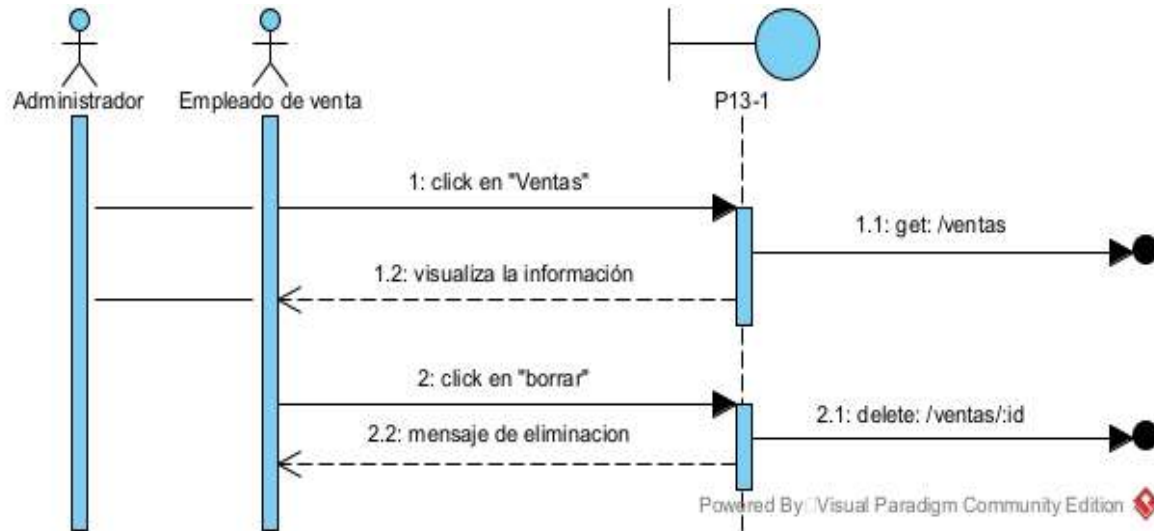 Administrador
Empleado de venta
P13-1
1: click en "Ventas"
1.1: get: /ventas
1.2: visualiza la información
2: click en "borrar"
2.1: delete: /ventas/:id
2.2: mensaje de eliminacion
Powered By Visual Paradigm Community Edition